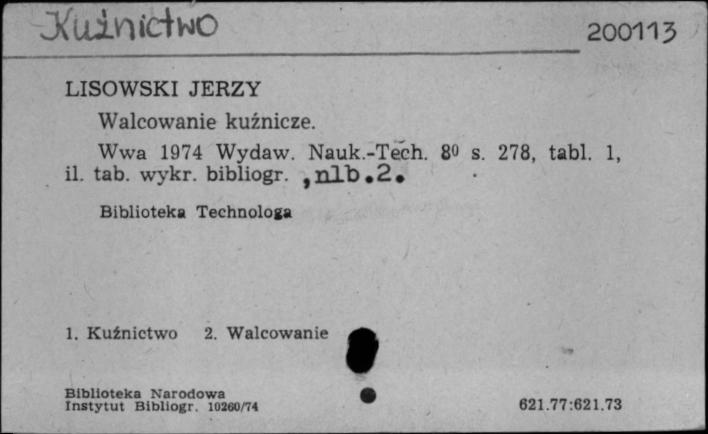 Kuźnictwo
200113
LISOWSKI JERZY
Walcowanie kuźnicze.
Wwa 1974 Wydaw. Nauk.-Tech. 8⁰ s. 278, tabl. 1,
il. tab. wykr. bibliogr. ,nlb.2.
Biblioteka Technologa
1. Kuźnictwo 2. Walcowanie
Biblioteka Narodowa
Instytut Bibliogr. 10260/74
621.77:621.73